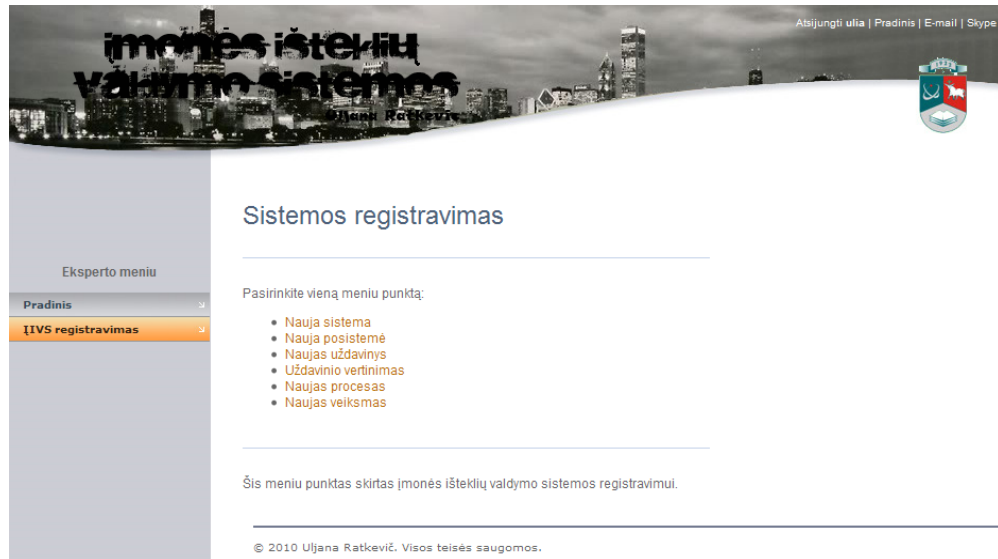 Atsijungti ulia | Pradinis | E-mail | Skype
įmonės išteklių
valdymo sistemos
Uljana Ratkevič
1923
Sistemos registravimas
Eksperto meniu
Pradinis
ĮIVS registravimas
Pasirinkite vieną meniu punktą:
Nauja sistema
Nauja posistemė
Naujas uždavinys
Uždavinio vertinimas
Naujas procesas
Naujas veiksmas
Šis meniu punktas skirtas įmonės išteklių valdymo sistemos registravimui.
© 2010 Uljana Ratkevič. Visos teisės saugomos.